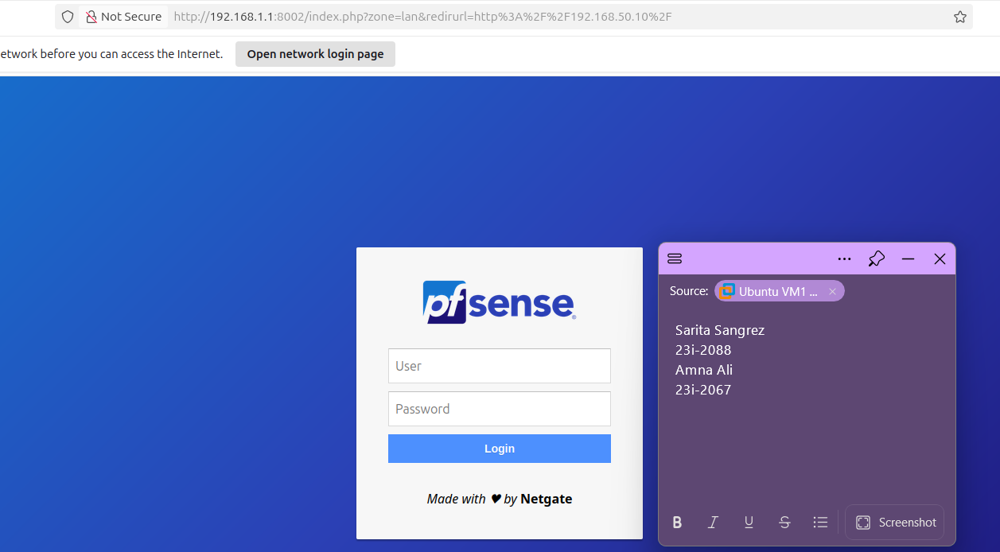 Not Secure http://192.168.1.1:8002/index.php?zone=lan&redirurl=http%3A%2F%2F192.168.50.10%2F
etwork before you can access the Internet. Open network login page
pfsense
User
Password
Login
Made with ♥ by Netgate
Source: Ubuntu VM1 ...
Sarita Sangrez
23i-2088
Amna Ali
23i-2067
B I U S Screenshot